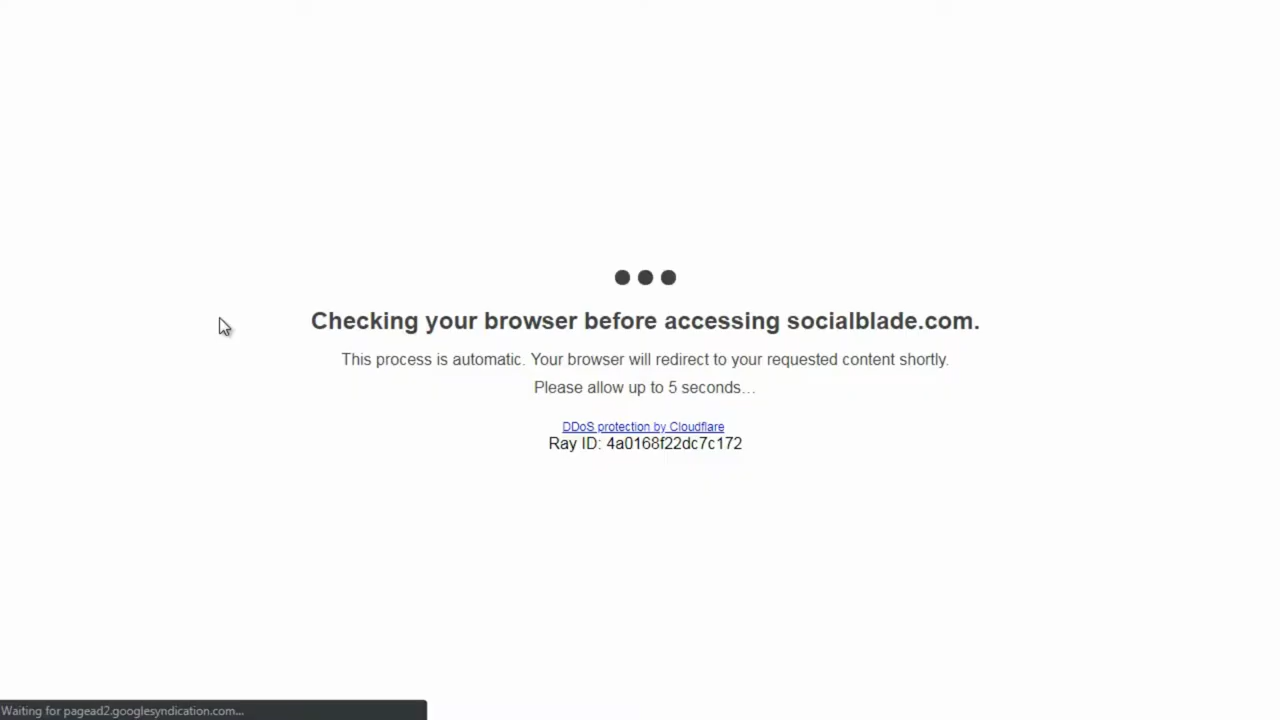 Checking your browser before accessing socialblade.com.
This process is automatic. Your browser will redirect to your requested content shortly.
Please allow up to 5 seconds…
DDoS protection by Cloudflare
Ray ID: 4a0168f22dc7c172
Waiting for pagead2.googlesyndication.com...